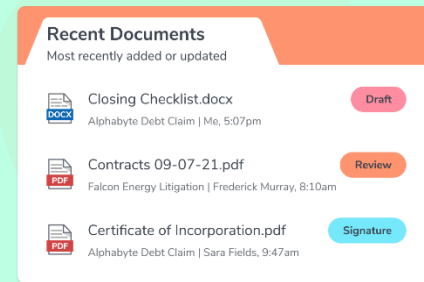 Recent Documents
Most recently added or updated
Closing Checklist.docx
Draft
DOCX
Alphabyte Debt Claim | Me, 5:07pm
Contracts 09-07-21.pdf
Review
PDF
Falcon Energy Litigation | Frederick Murray, 8:10am
Certificate of Incorporation.pdf
Signature
PDF
Alphabyte Debt Claim | Sara Fields, 9:47am